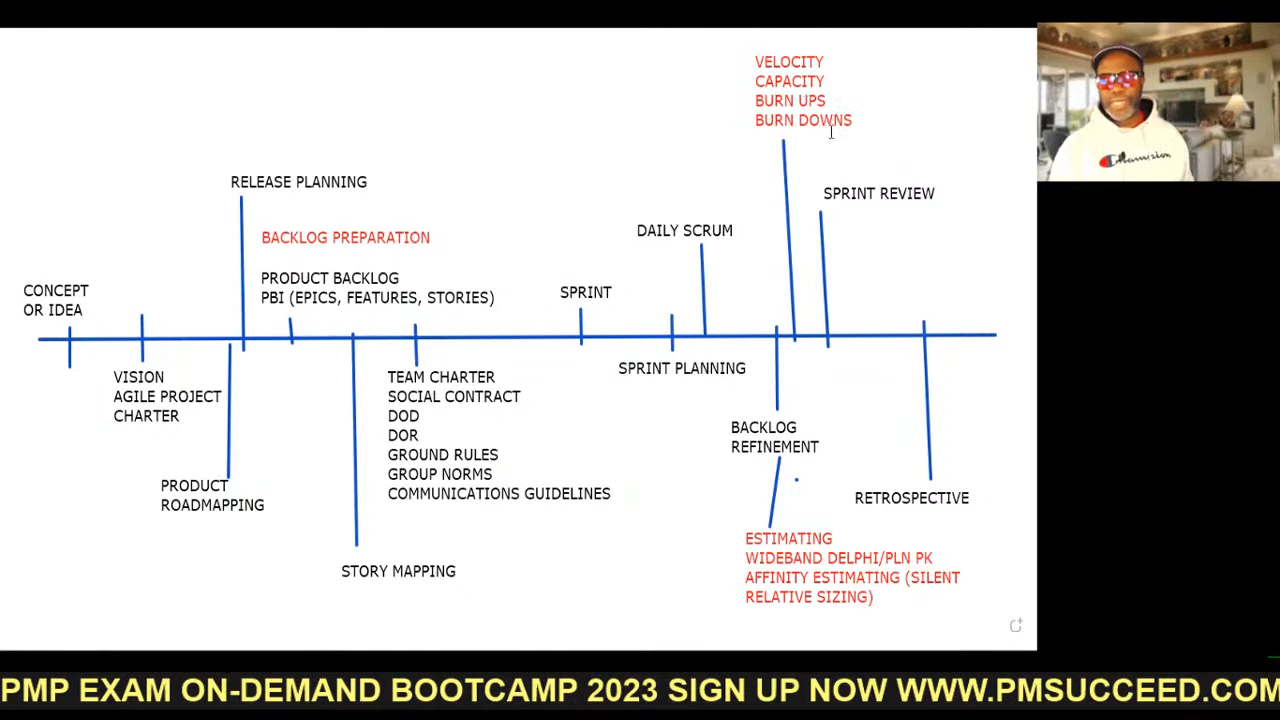 VELOCITY
CAPACITY
BURN UPS
BURN DOWNS
Champion
RELEASE PLANNING
SPRINT REVIEW
BACKLOG PREPARATION
DAILY SCRUM
PRODUCT BACKLOG
PBI (EPICS, FEATURES, STORIES)
CONCEPT
OR IDEA
SPRINT
VISION
AGILE PROJECT
CHARTER
TEAM CHARTER
SOCIAL CONTRACT
DOD
DOR
GROUND RULES
GROUP NORMS
COMMUNICATIONS GUIDELINES
SPRINT PLANNING
BACKLOG
REFINEMENT
PRODUCT
ROADMAPPING
RETROSPECTIVE
STORY MAPPING
ESTIMATING
WIDEBAND DELPHI/PLN PK
AFFINITY ESTIMATING (SILENT
RELATIVE SIZING)
PMP EXAM ON-DEMAND BOOTCAMP 2023 SIGN UP NOW WWW.PMSUCCEED.COM